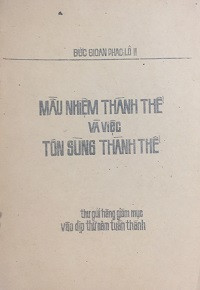 ĐỨC GIOAN PHAOLÔ II
MẦU NHIỆM THÁNH THỂ
VÀ VIỆC
TÔN SÙNG THÁNH THỂ
thư gửi hàng giám mục
vào dịp thứ năm tuần thánh